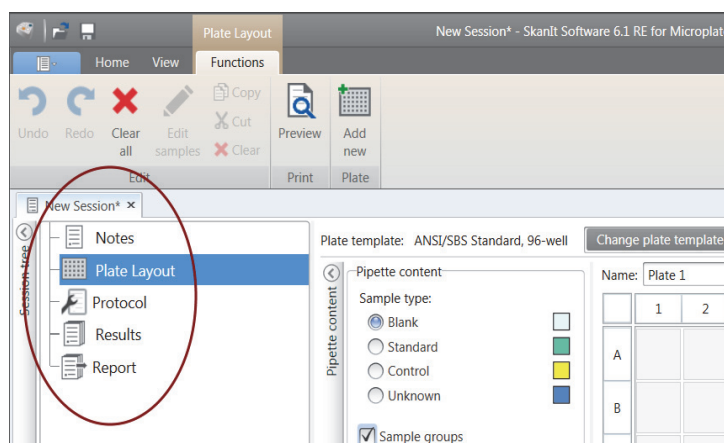 Plate Layout
New Session* - SkanIt Software 6.1 RE for Microplat
Home View Functions
Undo
Redo
Clear all
Edit samples
Copy
Cut
Clear
Preview
Add new
Edit
Print
Plate
New Session* ×
Session tree
Notes
Plate Layout
Protocol
Results
Report
Plate template: ANSI/SBS Standard, 96-well
Change plate template
Pipette content
Pipette content
Sample type:
Blank
Standard
Control
Unknown
Sample groups
Name: Plate 1
1 2
A
B